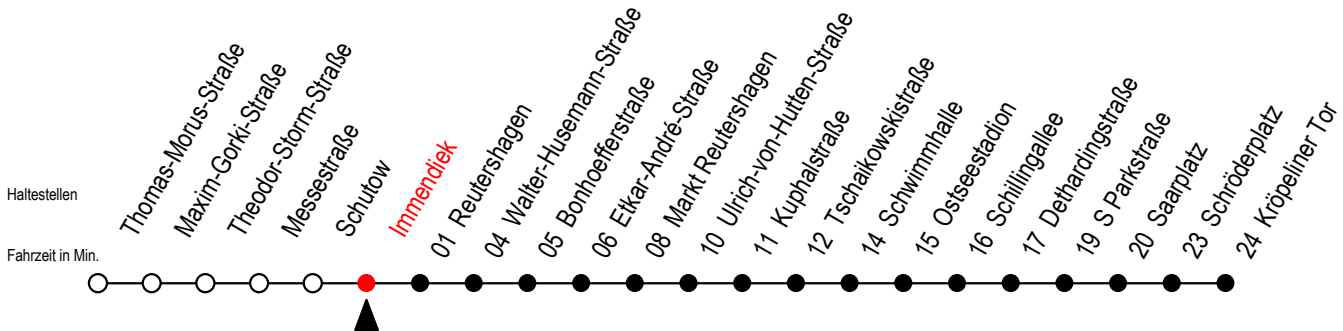 Haltestellen
Fahrzeit in Min.
Thomas-Morus-Straße
Maxim-Gorki-Straße
Theodor-Storm-Straße
Messestraße
Schutow
Immendiek
01 Reutershagen
04 Walter-Husemann-Straße
05 Bonhoefferstraße
06 Etkar-André-Straße
08 Markt Reutershagen
10 Ulrich-von-Hutten-Straße
11 Kuphalstraße
12 Tschaikowskistraße
14 Schwimmhalle
15 Ostseestadion
16 Schillingallee
17 Dethardingstraße
19 S Parkstraße
20 Saarplatz
23 Schröderplatz
24 Kröpeliner Tor